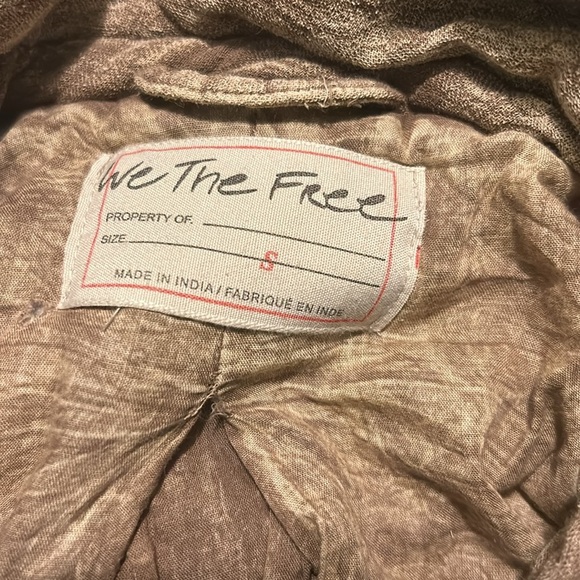 We The Free
PROPERTY OF.
SIZE S
MADE IN INDIA / FABRIQUÉ EN INDE